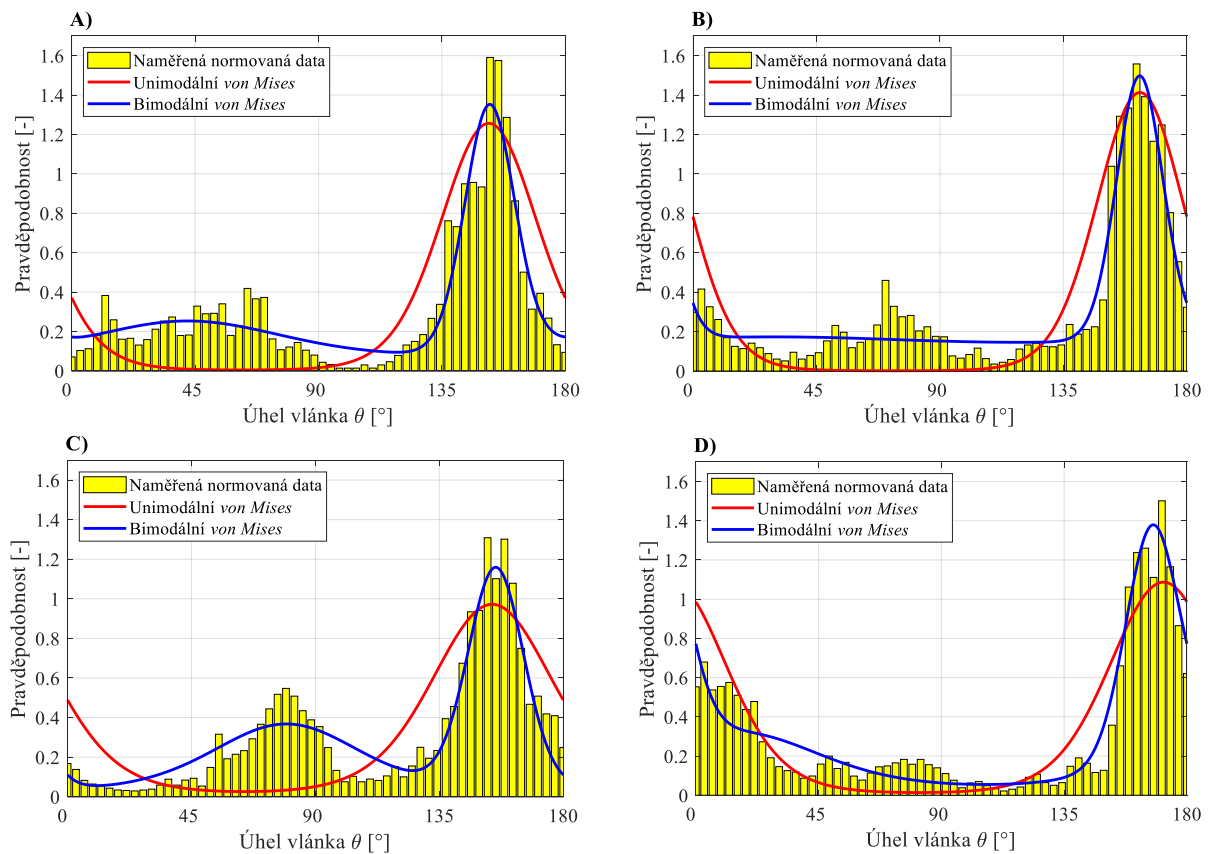 A)
1.6
1.4
1.2
1
0.8
0.6
0.4
0.2
0
Pravděpodobnost [-]
Naměřená normovaná data
Unimodální von Mises
Bimodální von Mises
0 45 90 135 180
Úhel vlánka θ [°]
B)
1.6
1.4
1.2
1
0.8
0.6
0.4
0.2
0
Pravděpodobnost [-]
Naměřená normovaná data
Unimodální von Mises
Bimodální von Mises
0 45 90 135 180
Úhel vlánka θ [°]
C)
1.6
1.4
1.2
1
0.8
0.6
0.4
0.2
0
Pravděpodobnost [-]
Naměřená normovaná data
Unimodální von Mises
Bimodální von Mises
0 45 90 135 180
Úhel vlánka θ [°]
D)
1.6
1.4
1.2
1
0.8
0.6
0.4
0.2
0
Pravděpodobnost [-]
Naměřená normovaná data
Unimodální von Mises
Bimodální von Mises
0 45 90 135 180
Úhel vlánka θ [°]